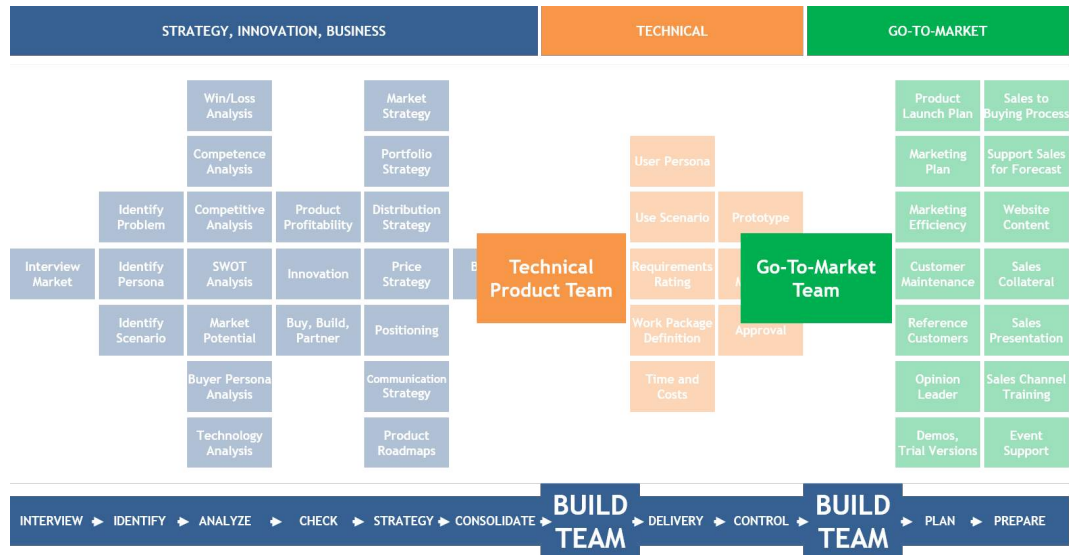 STRATEGY, INNOVATION, BUSINESS
TECHNICAL
GO-TO-MARKET
Interview
Market
Identify
Problem
Identify
Persona
Identify
Scenario
Win/Loss
Analysis
Competence
Analysis
Competitive
Analysis
SWOT
Analysis
Market
Potential
Buyer Persona
Analysis
Technology
Analysis
Product
Profitability
Innovation
Buy, Build,
Partner
Market
Strategy
Portfolio
Strategy
Distribution
Strategy
Price
Strategy
Positioning
Communication
Strategy
Product
Roadmaps
Technical
Product Team
User Persona
Use Scenario
Requirements
Rating
Work Package
Definition
Time and
Costs
Prototype
Approval
Go-To-Market
Team
Product
Launch Plan
Marketing
Plan
Marketing
Efficiency
Customer
Maintenance
Reference
Customers
Opinion
Leader
Demos,
Trial Versions
Sales to
Buying Process
Support Sales
for Forecast
Website
Content
Sales
Collateral
Sales
Presentation
Sales Channel
Training
Event
Support
INTERVIEW
IDENTIFY
ANALYZE
CHECK
STRATEGY
CONSOLIDATE
BUILD
TEAM
DELIVERY
CONTROL
BUILD
TEAM
PLAN
PREPARE